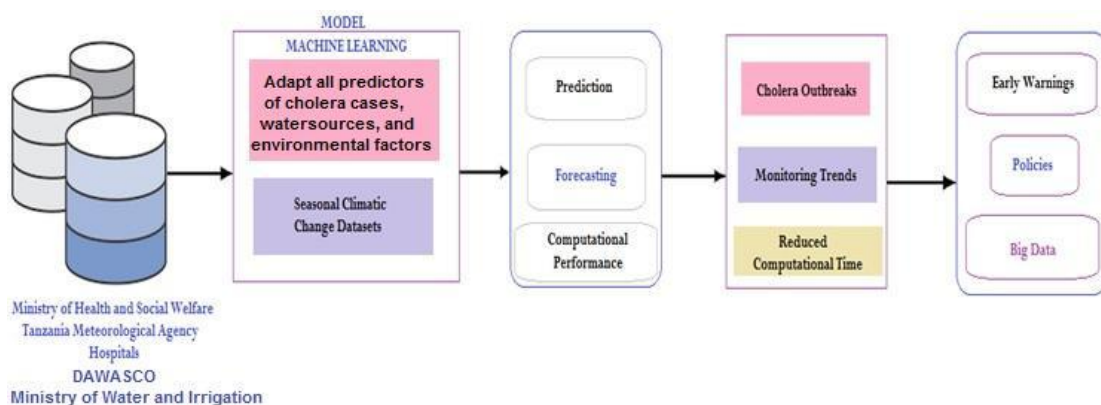 MODEL
MACHINE LEARNING
Adapt all predictors
of cholera cases,
watersources, and
environmental factors
Seasonal Climatic
Change Datasets
Prediction
Forecasting
Computational
Performance
Cholera Outbreaks
Monitoring Trends
Reduced
Computational Time
Early Warnings
Policies
Big Data
Ministry of Health and Social Welfare
Tanzania Meteorological Agency
Hospitals
DAWASCO
Ministry of Water and Irrigation